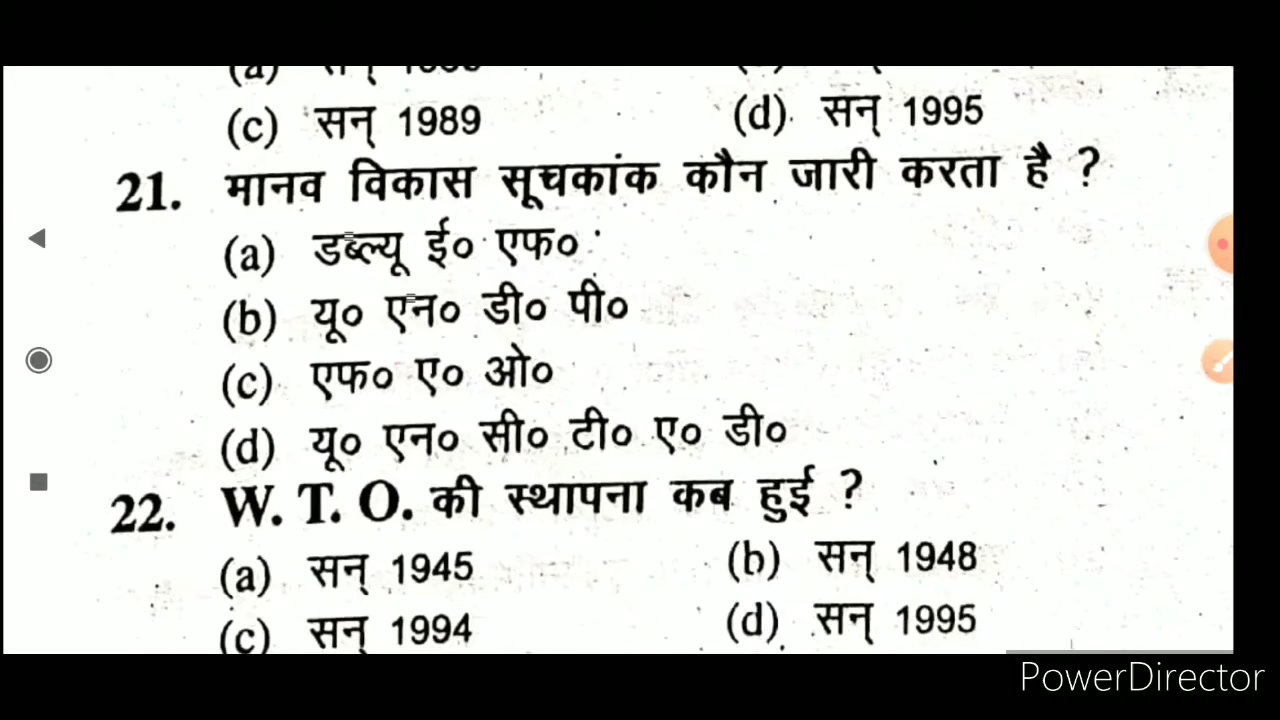 (c) सन् 1989 (d) सन् 1995
21. मानव विकास सूचकांक कौन जारी करता है ?
(a) डब्ल्यू ई० एफ०
(b) यू० एन० डी० पी०
(c) एफ० ए० ओ०
(d) यू० एन० सी० टी० ए० डी०
22. W. T. O. की स्थापना कब हुई ?
(a) सन् 1945 (b) सन् 1948
(c) सन् 1994 (d) सन् 1995
PowerDirector